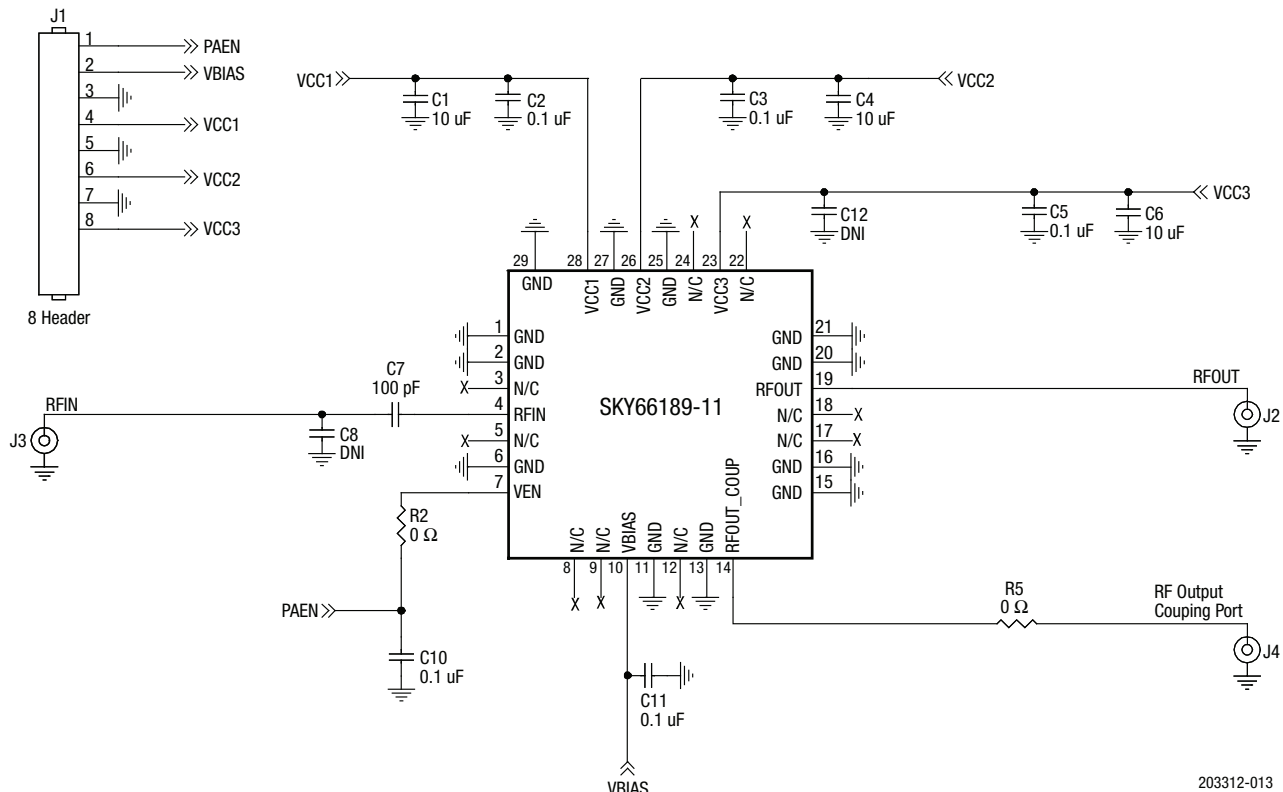 J1
1
PAEN
2
VBIAS
3
4
VCC1
5
6
VCC2
7
8
VCC3
8 Header
VCC1
C1
10 uF
C2
0.1 uF
C3
0.1 uF
C4
10 uF
VCC2
C12
DNI
C5
0.1 uF
C6
10 uF
VCC3
X
X
29
28
27
26
25
24
23
22
GND
VCC1
GND
VCC2
GND
N/C
VCC3
N/C
1
GND
2
GND
X
3
N/C
4
RFIN
X
5
N/C
6
GND
7
VEN
SKY66189-11
GND
21
GND
20
RFOUT
19
N/C
18
X
N/C
17
X
GND
16
GND
15
N/C
N/C
VBIAS
GND
N/C
GND
RFOUT_COUP
8
9
10
11
12
13
14
X
X
X
C7
100 pF
RFIN
J3
C8
DNI
RFOUT
J2
R2
0 Ω
PAEN
C10
0.1 uF
C11
0.1 uF
VBIAS
R5
0 Ω
RF Output
Couping Port
J4
203312-013